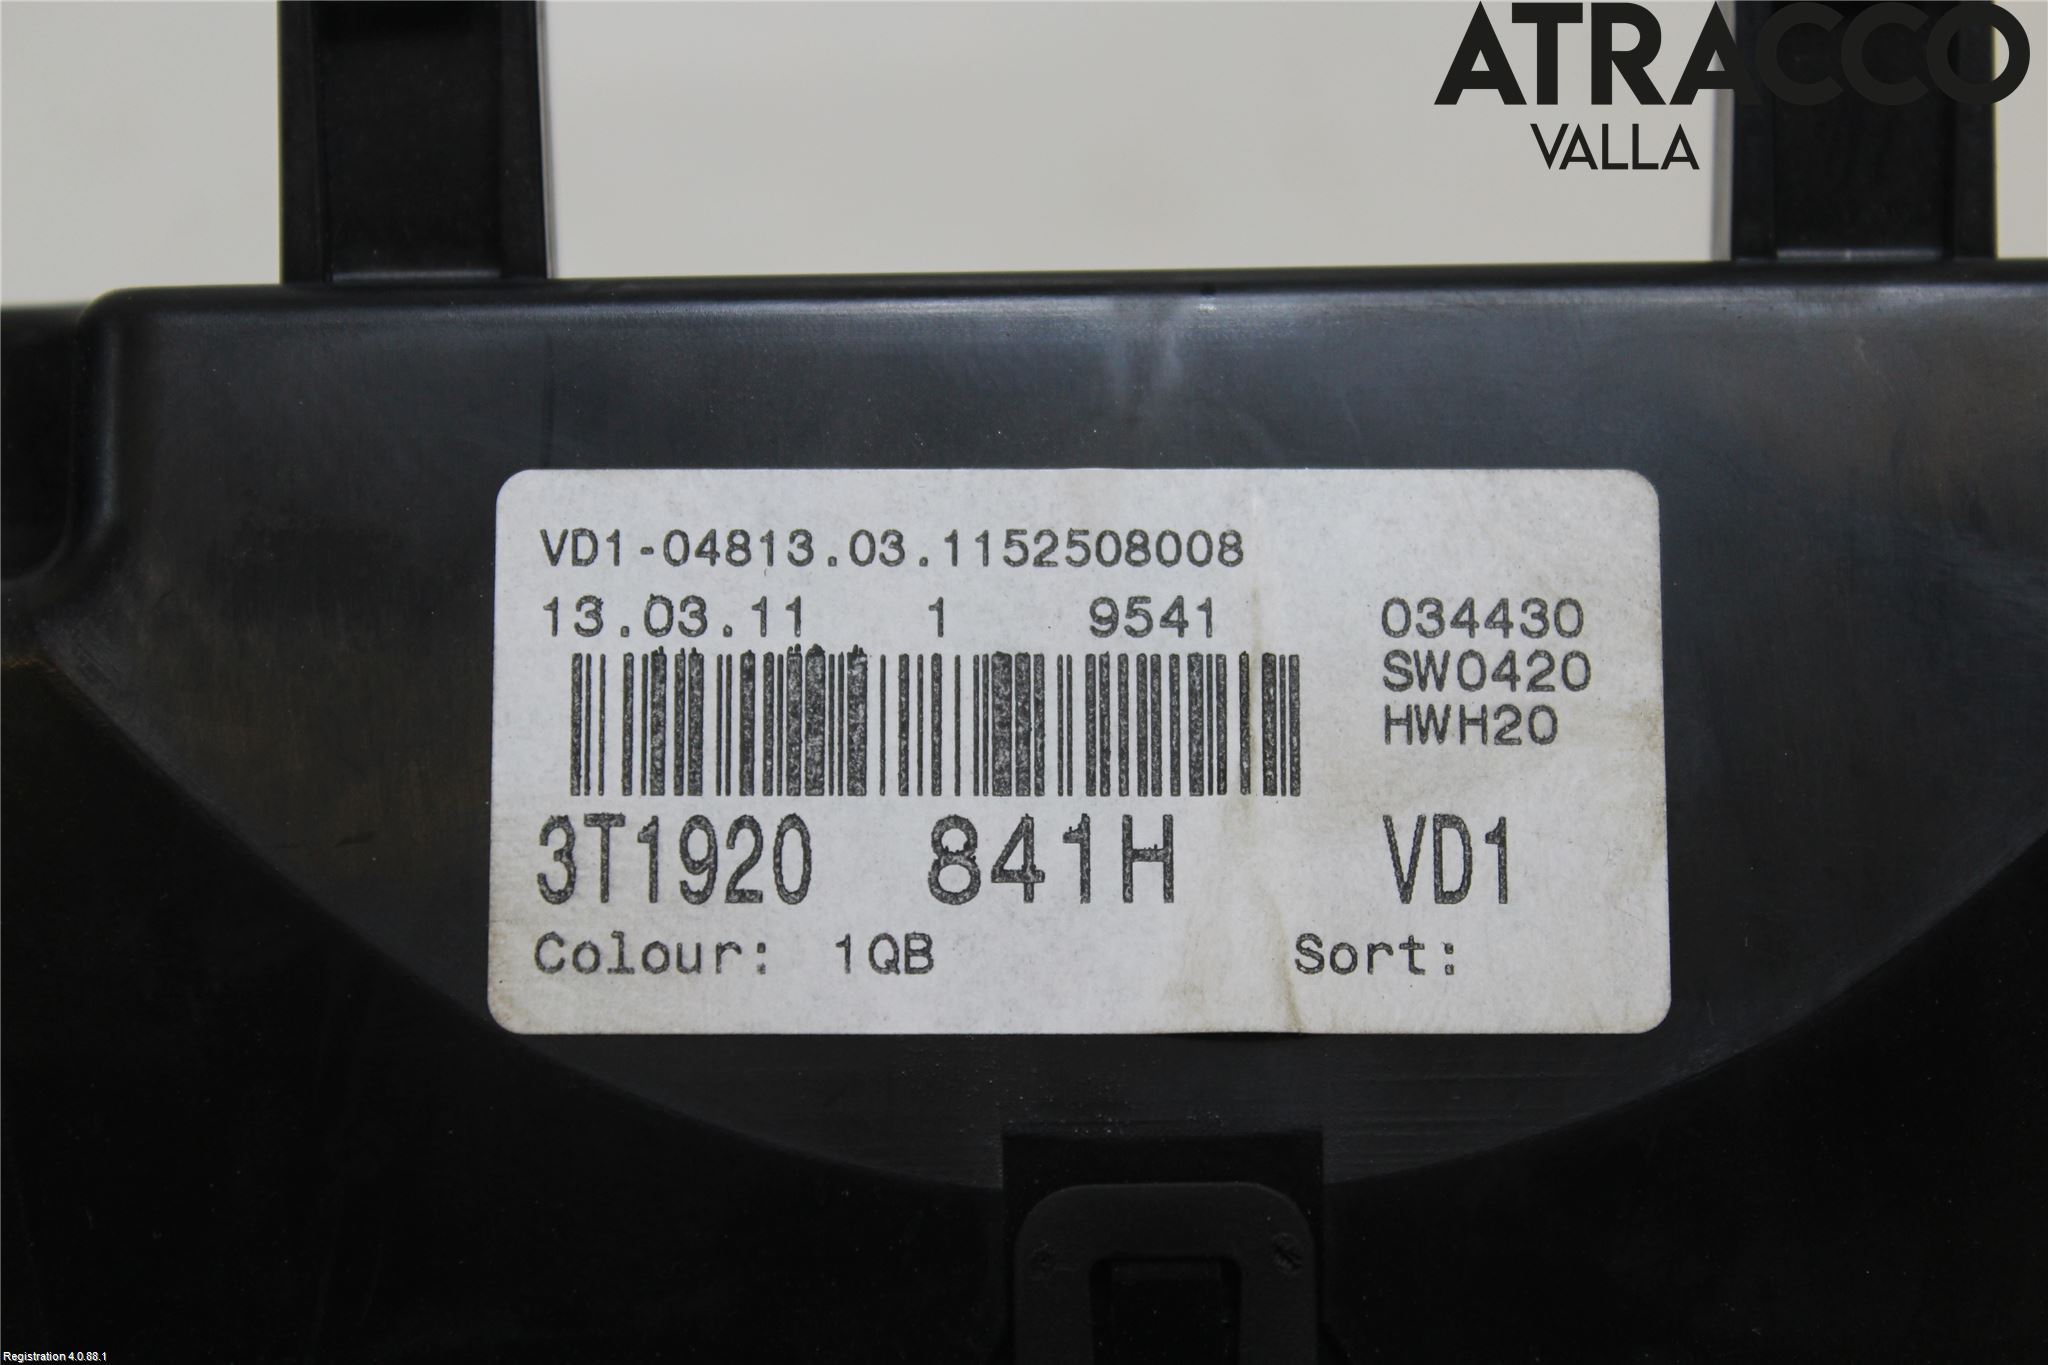 ATRACCO
VALLA
VD1-04813.03.1152508008
13.03.11 1 9541 034430
SW0420
HWH20
3T1920 841H VD1
Colour: 1QB Sort:
Registration 4.0.88.1